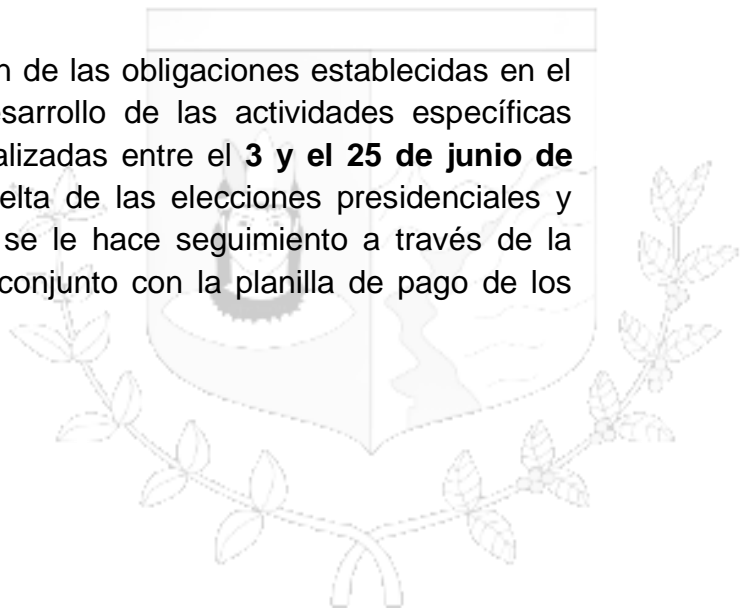 n de las obligaciones establecidas en el
sarrollo de las actividades específicas
alizadas entre el 3 y el 25 de junio de
elta de las elecciones presidenciales y
se le hace seguimiento a través de la
conjunto con la planilla de pago de los